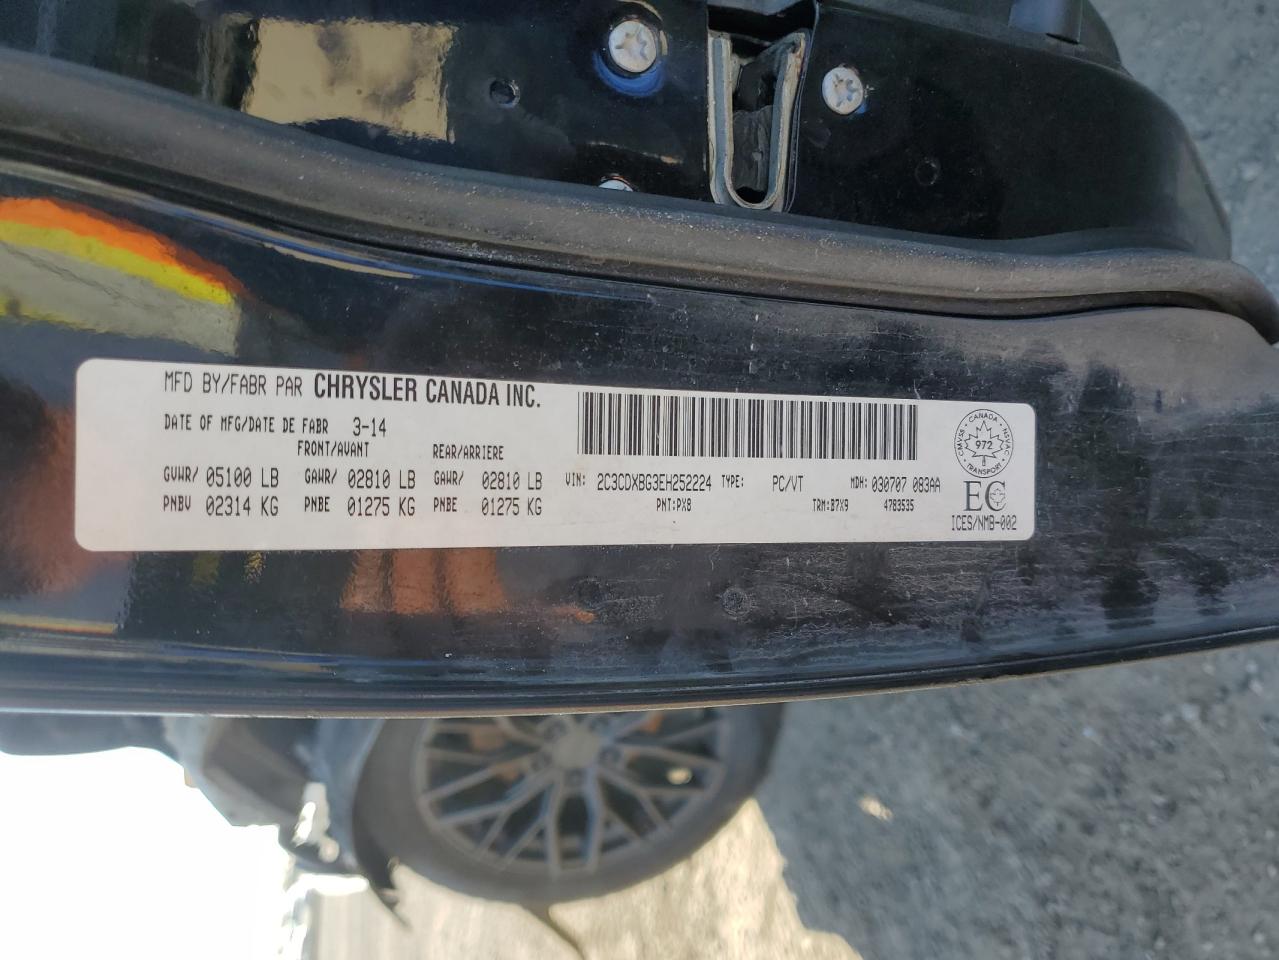 MFD BY/FABR PAR CHRYSLER CANADA INC.
DATE OF MFG/DATE DE FABR 3-14
FRONT/AVANT REAR/ARRIERE
GVWR/ 05100 LB GAWR/ 02810 LB GAWR/ 02810 LB VIN: 2C3CDXBG3EH252224 TYPE: PC/VT MDH: 030707 083AA
PNBV 02314 KG PNBE 01275 KG PNBE 01275 KG PNT:PX8 TRM:B7X9 4783535
CMVSS · CANADA · NSVAC
972
TRANSPORT
EC
ICES/NMB-002